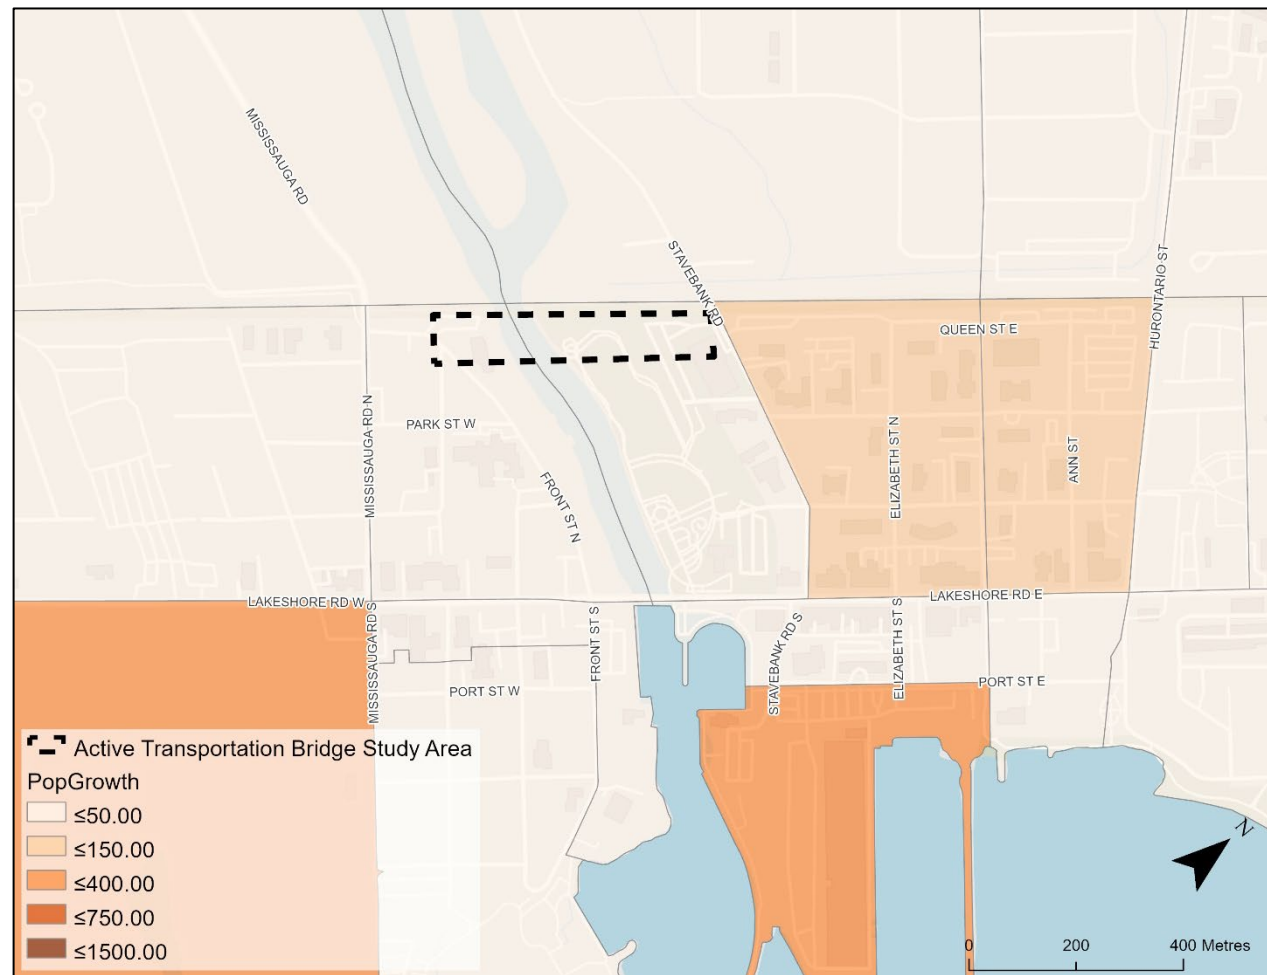 MISSISSAUGA RD
STAVEBANK RD
HURONTARIO ST
QUEEN ST E
MISSISSAUGA RD N
PARK ST W
ELIZABETH ST N
ANN ST
FRONT ST N
LAKESHORE RD W
LAKESHORE RD E
MISSISSAUGA RD S
FRONT ST S
STAVEBANK RD S
ELIZABETH ST S
PORT ST W
PORT ST E
Active Transportation Bridge Study Area
PopGrowth
≤50.00
≤150.00
≤400.00
≤750.00
≤1500.00
N
0 200 400 Metres